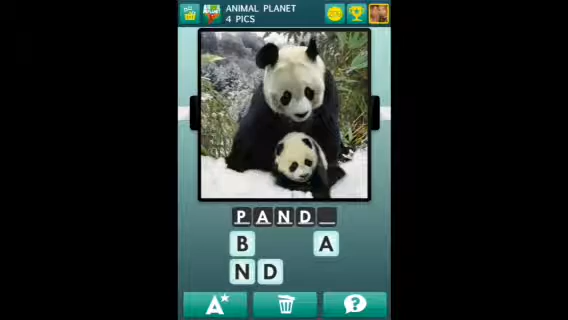 ANIMAL PLANET
4 PICS
PAND_
B A
N D
A ?